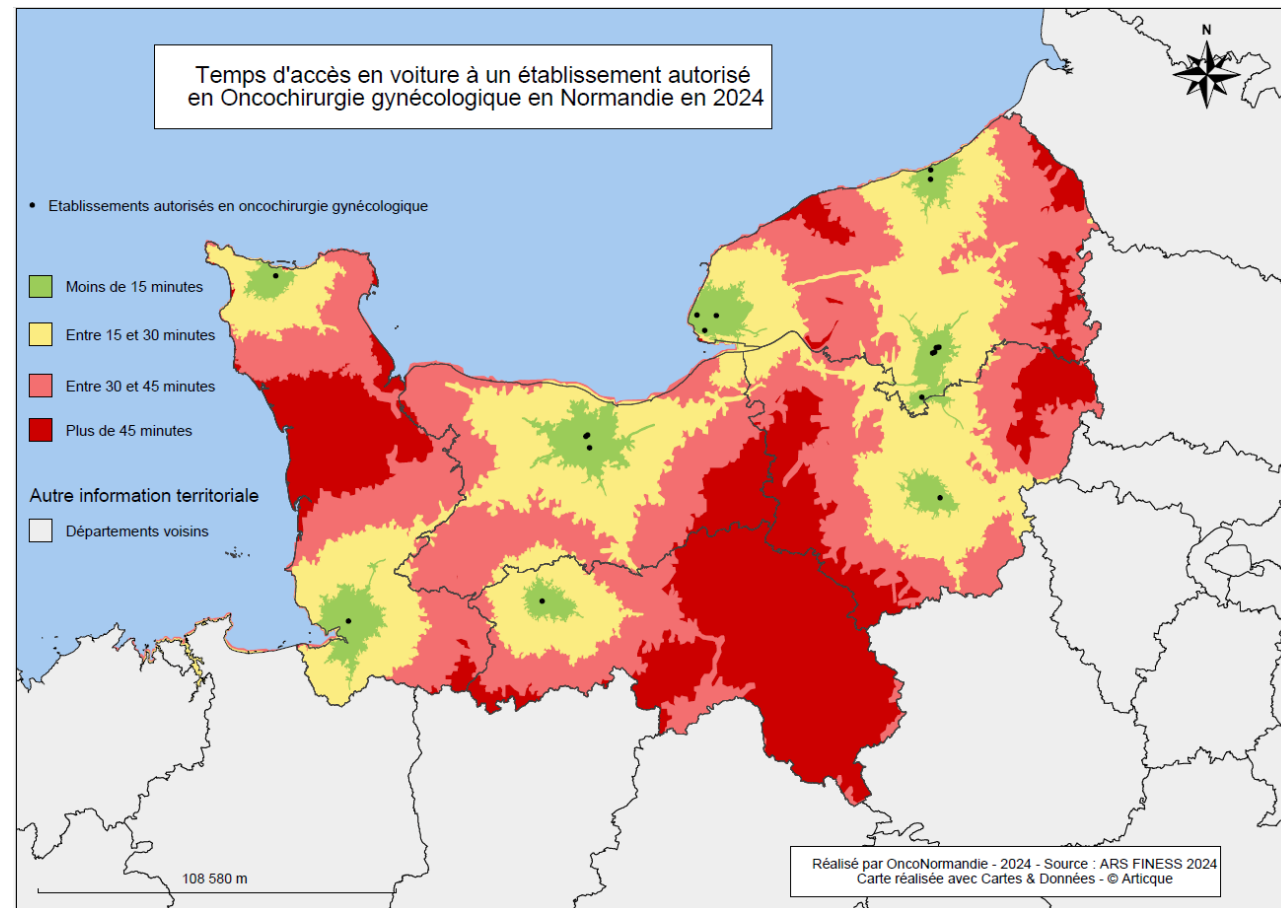 N
Temps d'accès en voiture à un établissement autorisé
en Oncochirurgie gynécologique en Normandie en 2024
Etablissements autorisés en oncochirurgie gynécologique
Moins de 15 minutes
Entre 15 et 30 minutes
Entre 30 et 45 minutes
Plus de 45 minutes
Autre information territoriale
Départements voisins
108 580 m
Réalisé par OncoNormandie - 2024 - Source : ARS FINESS 2024
Carte réalisée avec Cartes & Données - © Articque